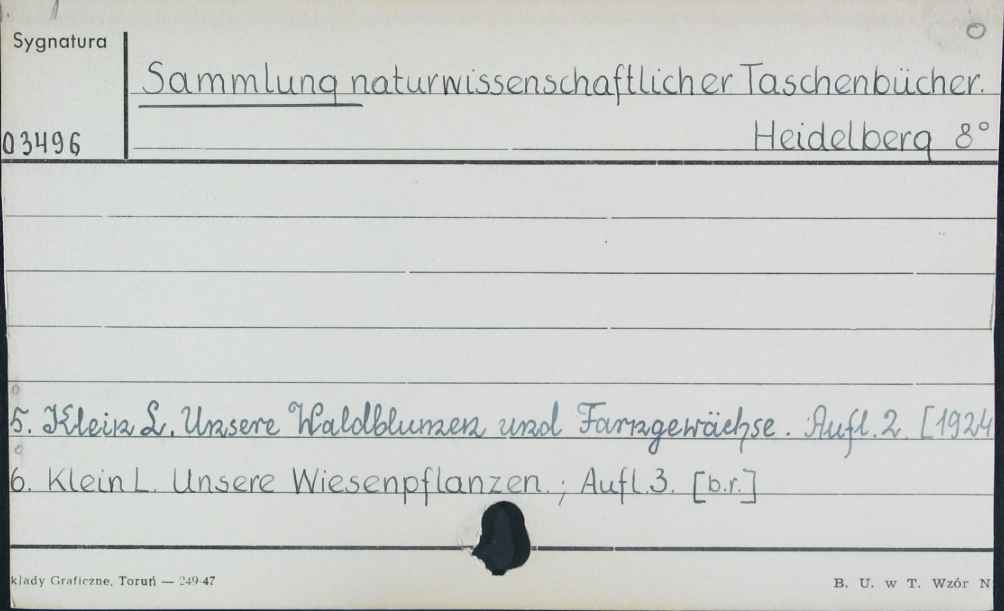 Sygnatura
Sammlung naturwissenschaftlicher Taschenbücher.
03496
Heidelberg 8°
5. Klein L. Unsere Waldblumen und Farngewächse. Aufl. 2. [1924
6. Klein L. Unsere Wiesenpflanzen.; Aufl. 3. [b.r.]
kłady Graficzne, Toruń — 249-47
B. U. w T. Wzór N